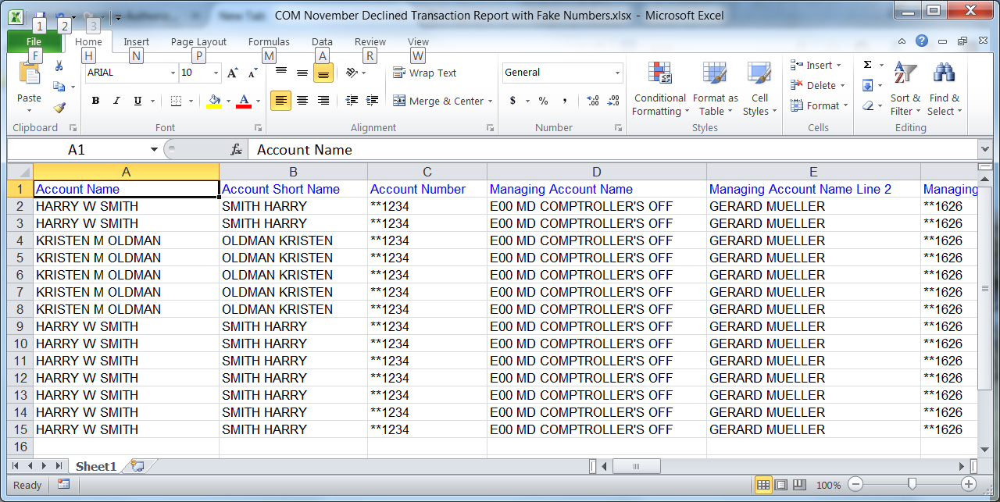 COM November Declined Transaction Report with Fake Numbers.xlsx - Microsoft Excel
1 2 3
File Home Insert Page Layout Formulas Data Review View
F H N P M A R W
ARIAL 10 Wrap Text General Insert Σ
Paste B I U A Merge & Center $ % , Conditional Formatting Format as Table Cell Styles Delete Format Sort & Filter Find & Select
Clipboard Font Alignment Number Styles Cells Editing
A1 fx Account Name
A B C D E
1 Account Name Account Short Name Account Number Managing Account Name Managing Account Name Line 2 Managing
2 HARRY W SMITH SMITH HARRY **1234 E00 MD COMPTROLLER'S OFF GERARD MUELLER **1626
3 HARRY W SMITH SMITH HARRY **1234 E00 MD COMPTROLLER'S OFF GERARD MUELLER **1626
4 KRISTEN M OLDMAN OLDMAN KRISTEN **1234 E00 MD COMPTROLLER'S OFF GERARD MUELLER **1626
5 KRISTEN M OLDMAN OLDMAN KRISTEN **1234 E00 MD COMPTROLLER'S OFF GERARD MUELLER **1626
6 KRISTEN M OLDMAN OLDMAN KRISTEN **1234 E00 MD COMPTROLLER'S OFF GERARD MUELLER **1626
7 KRISTEN M OLDMAN OLDMAN KRISTEN **1234 E00 MD COMPTROLLER'S OFF GERARD MUELLER **1626
8 KRISTEN M OLDMAN OLDMAN KRISTEN **1234 E00 MD COMPTROLLER'S OFF GERARD MUELLER **1626
9 HARRY W SMITH SMITH HARRY **1234 E00 MD COMPTROLLER'S OFF GERARD MUELLER **1626
10 HARRY W SMITH SMITH HARRY **1234 E00 MD COMPTROLLER'S OFF GERARD MUELLER **1626
11 HARRY W SMITH SMITH HARRY **1234 E00 MD COMPTROLLER'S OFF GERARD MUELLER **1626
12 HARRY W SMITH SMITH HARRY **1234 E00 MD COMPTROLLER'S OFF GERARD MUELLER **1626
13 HARRY W SMITH SMITH HARRY **1234 E00 MD COMPTROLLER'S OFF GERARD MUELLER **1626
14 HARRY W SMITH SMITH HARRY **1234 E00 MD COMPTROLLER'S OFF GERARD MUELLER **1626
15 HARRY W SMITH SMITH HARRY **1234 E00 MD COMPTROLLER'S OFF GERARD MUELLER **1626
16
Sheet1
Ready 100%